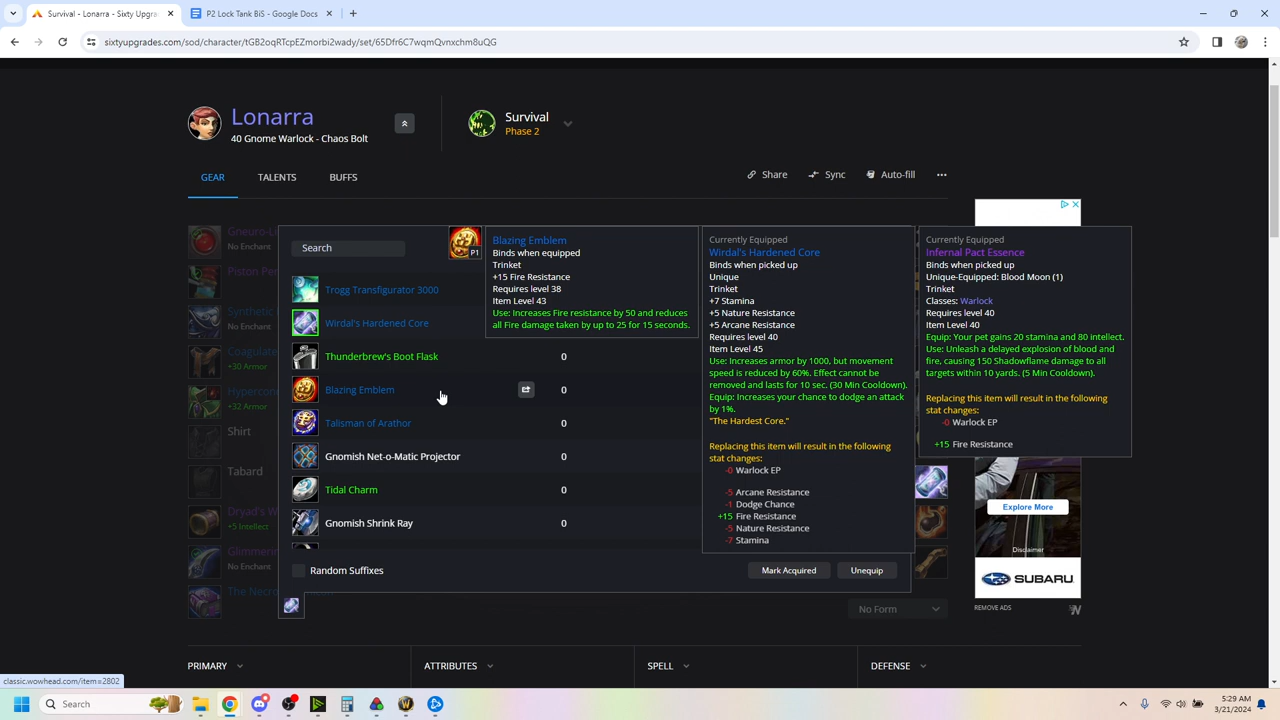 Survival - Lonarra - Sixty Upgra
P2 Lock Tank BiS - Google Docs
sixtyupgrades.com/sod/character/tGB2oqRTcpEZmorbi2wady/set/65Dfr6C7wqmQvnxchm8uQG
Lonarra
40 Gnome Warlock - Chaos Bolt
Survival
Phase 2
GEAR
TALENTS
BUFFS
Share
Sync
Auto-fill
No Enchant
Piston Pe
No Enchant
Synthetic
No Enchant
Coagulate
+30 Armor
Hyperconc
+32 Armor
Shirt
Tabard
Dryad's W
+5 Intellect
Glimmerin
No Enchant
The Necro
Search
Trogg Transfigurator 3000
Wirdal's Hardened Core
Thunderbrew's Boot Flask 0
Blazing Emblem 0
Talisman of Arathor 0
Gnomish Net-o-Matic Projector 0
Tidal Charm 0
Gnomish Shrink Ray 0
Random Suffixes
Mark Acquired
Unequip
P1
Blazing Emblem
Binds when equipped
Trinket
+15 Fire Resistance
Requires level 38
Item Level 43
Use: Increases Fire resistance by 50 and reduces
all Fire damage taken by up to 25 for 15 seconds.
Currently Equipped
Wirdal's Hardened Core
Binds when picked up
Unique
Trinket
+7 Stamina
+5 Nature Resistance
+5 Arcane Resistance
Requires level 40
Item Level 45
Use: Increases armor by 1000, but movement
speed is reduced by 60%. Effect cannot be
removed and lasts for 10 sec. (30 Min Cooldown).
Equip: Increases your chance to dodge an attack
by 1%.
"The Hardest Core."
Replacing this item will result in the following
stat changes:
-0 Warlock EP
-5 Arcane Resistance
-1 Dodge Chance
+15 Fire Resistance
-5 Nature Resistance
-7 Stamina
Currently Equipped
Infernal Pact Essence
Binds when picked up
Unique-Equipped: Blood Moon (1)
Trinket
Classes: Warlock
Requires level 40
Item Level 40
Equip: Your pet gains 20 stamina and 80 intellect.
Use: Unleash a delayed explosion of blood and
fire, causing 150 Shadowflame damage to all
targets within 10 yards. (5 Min Cooldown).
Replacing this item will result in the following
stat changes:
-0 Warlock EP
+15 Fire Resistance
Explore More
Disclaimer
SUBARU
REMOVE ADS
No Form
PRIMARY
ATTRIBUTES
SPELL
DEFENSE
classic.wowhead.com/item=2802
Search
5:29 AM
3/21/2024